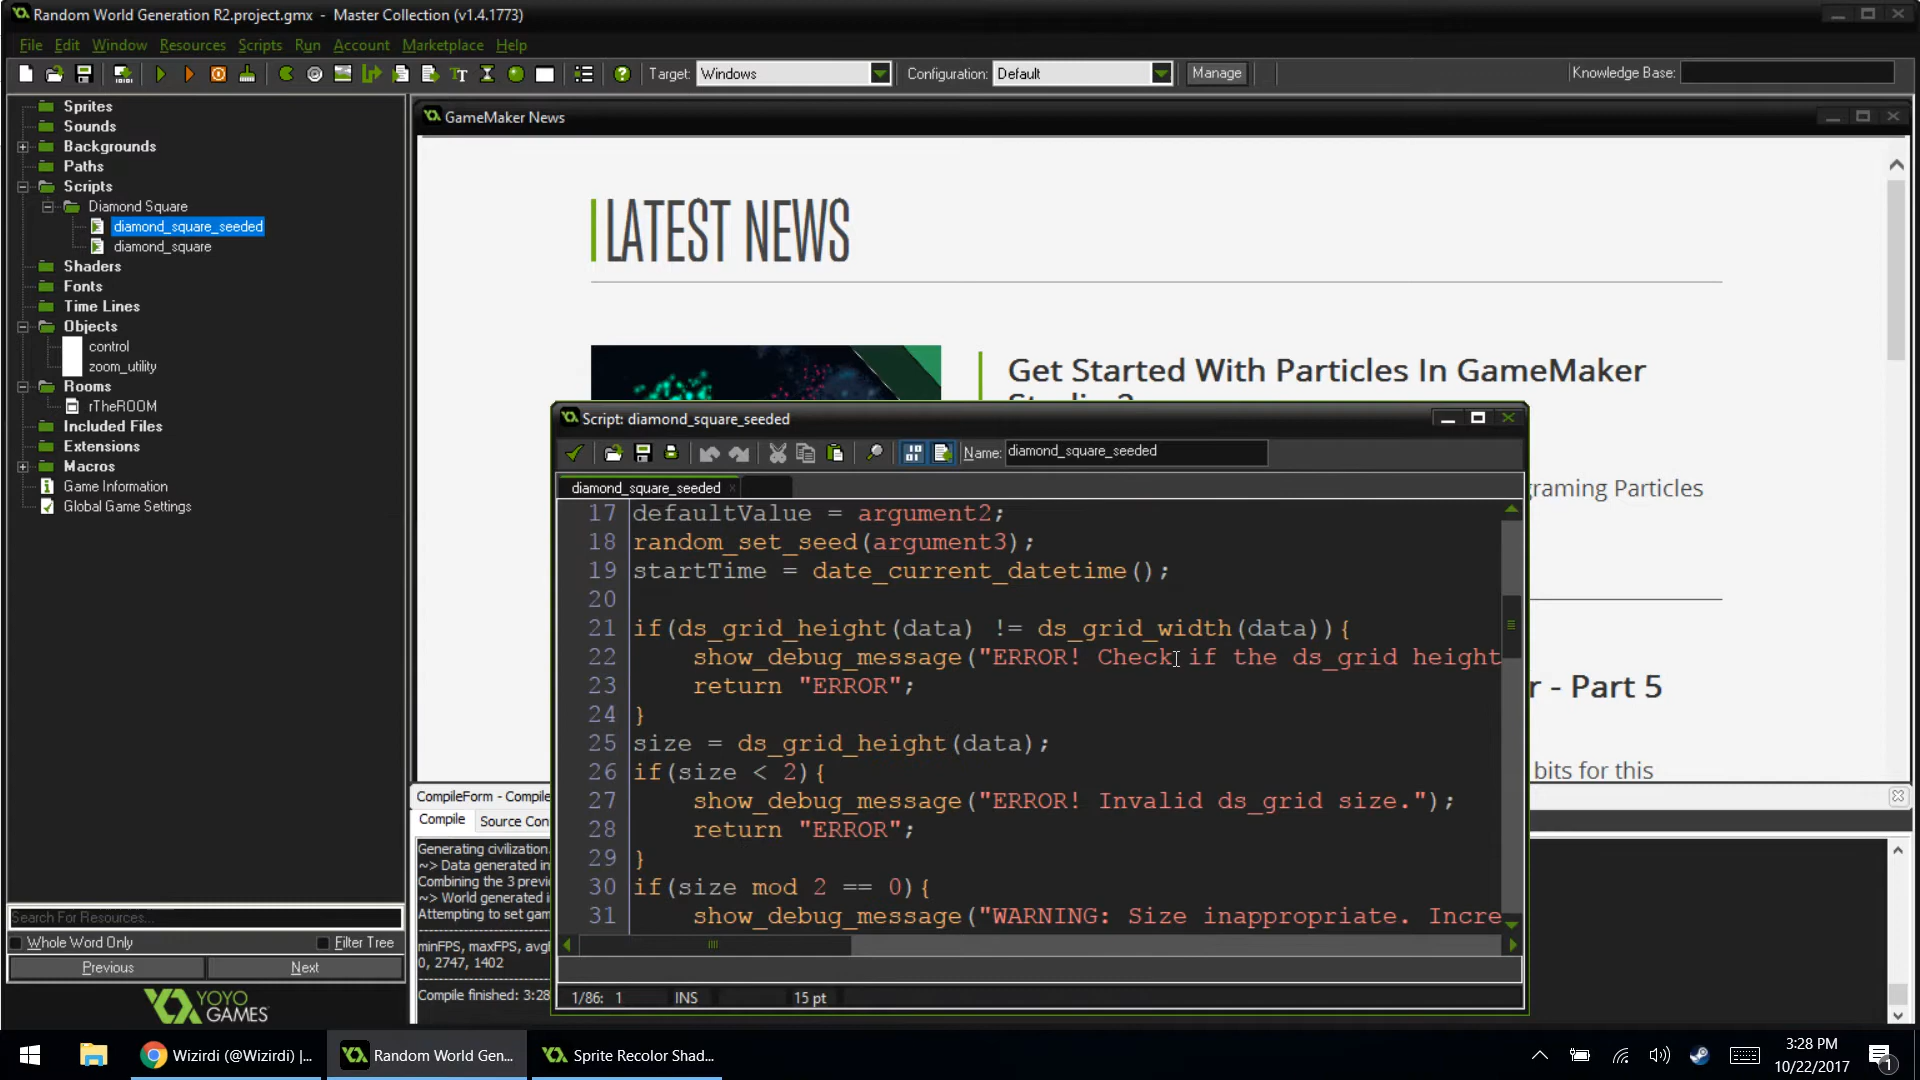 Random World Generation R2.project.gmx - Master Collection (v1.4.1773)
File Edit Window Resources Scripts Run Account Marketplace Help
Target: Windows Configuration: Default Manage Knowledge Base:
Sprites
Sounds
Backgrounds
Paths
Scripts
Diamond Square
diamond_square_seeded
diamond_square
Shaders
Fonts
Time Lines
Objects
control
zoom_utility
Rooms
rTheROOM
Included Files
Extensions
Macros
Game Information
Global Game Settings
Search For Resources...
Whole Word Only Filter Tree
Previous Next
YOYO
GAMES
GameMaker News
LATEST NEWS
Get Started With Particles In GameMaker
graming Particles
r - Part 5
bits for this
Script: diamond_square_seeded
Name: diamond_square_seeded
diamond_square_seeded
17 defaultValue = argument2;
18 random_set_seed(argument3);
19 startTime = date_current_datetime();
20
21 if(ds_grid_height(data) != ds_grid_width(data)){
22 show_debug_message("ERROR! Check if the ds_grid height
23 return "ERROR";
24 }
25 size = ds_grid_height(data);
26 if(size < 2){
27 show_debug_message("ERROR! Invalid ds_grid size.");
28 return "ERROR";
29 }
30 if(size mod 2 == 0){
31 show_debug_message("WARNING: Size inappropriate. Incre
1/86: 1 INS 15 pt
CompileForm - Compile
Compile Source Con
Generating civilization.
~> Data generated in
Combining the 3 previ
~> World generated i
Attempting to set gam
minFPS, maxFPS, avg
0, 2747, 1402
Compile finished: 3:28
Wizirdi (@Wizirdi) |...
Random World Gen...
Sprite Recolor Shad...
3:28 PM
10/22/2017
1